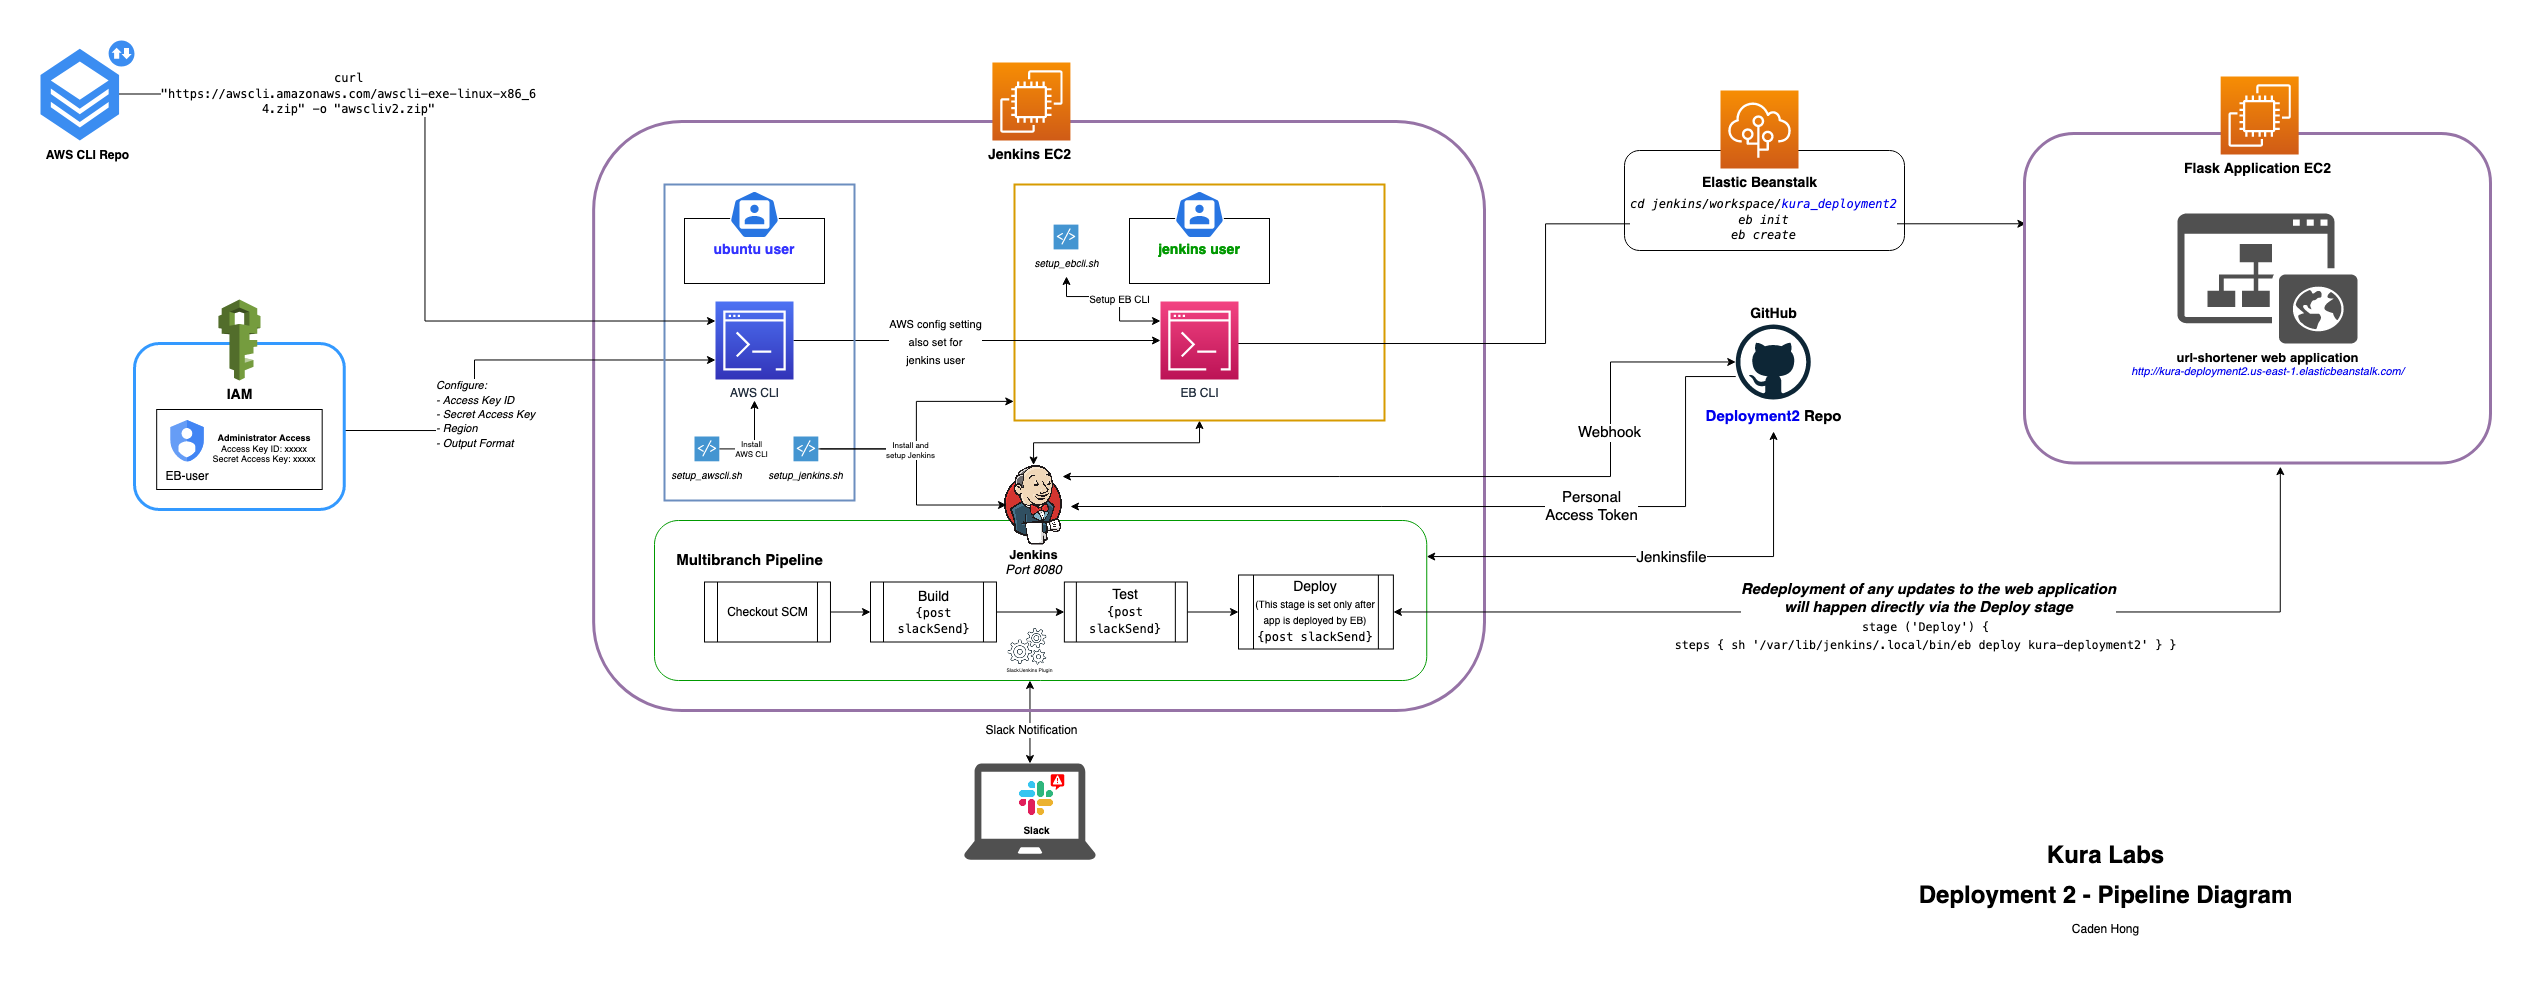 curl
"https://awscli.amazonaws.com/awscli-exe-linux-x86_6
4.zip" -o "awscliv2.zip"
AWS CLI Repo
IAM
Administrator Access
Access Key ID: xxxxx
Secret Access Key: xxxxx
EB-user
Configure:
- Access Key ID
- Secret Access Key
- Region
- Output Format
Jenkins EC2
ubuntu user
AWS CLI
Install
AWS CLI
setup_awscli.sh
setup_jenkins.sh
AWS config setting
also set for
jenkins user
Install and
setup Jenkins
jenkins user
setup_ebcli.sh
Setup EB CLI
EB CLI
Jenkins
Port 8080
Multibranch Pipeline
Checkout SCM
Build
{post
slackSend}
Test
{post
slackSend}
Deploy
(This stage is set only after
app is deployed by EB)
{post slackSend}
Slack/Jenkins Plugin
Slack Notification
Slack
Elastic Beanstalk
cd jenkins/workspace/kura_deployment2
eb init
eb create
GitHub
Deployment2 Repo
Webhook
Personal
Access Token
Jenkinsfile
Flask Application EC2
url-shortener web application
http://kura-deployment2.us-east-1.elasticbeanstalk.com/
Redeployment of any updates to the web application
will happen directly via the Deploy stage
stage ('Deploy') {
steps { sh '/var/lib/jenkins/.local/bin/eb deploy kura-deployment2' } }
Kura Labs
Deployment 2 - Pipeline Diagram
Caden Hong